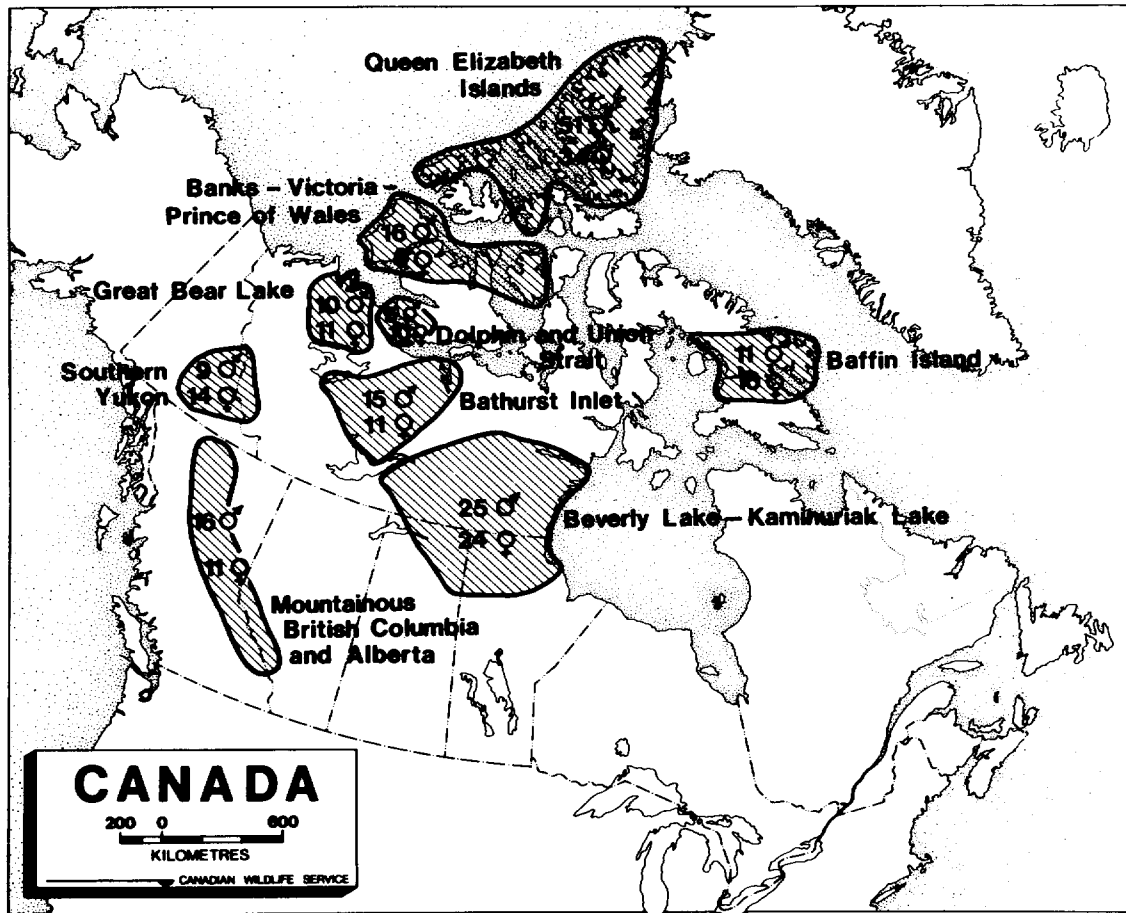 Queen Elizabeth
Islands
Banks – Victoria –
Prince of Wales
16 ♂
Great Bear Lake
10 ♂
11 ♀
Dolphin and Union
Strait
11 ♂
Baffin Island
10 ♀
Southern
Yukon
9 ♂
14 ♀
15 ♂
11 ♀
Bathurst Inlet
25 ♂
24 ♀
Beverly Lake – Kaminuriak Lake
16 ♂
11 ♀
Mountainous
British Columbia
and Alberta
CANADA
200 0 600
KILOMETRES
CANADIAN WILDLIFE SERVICE